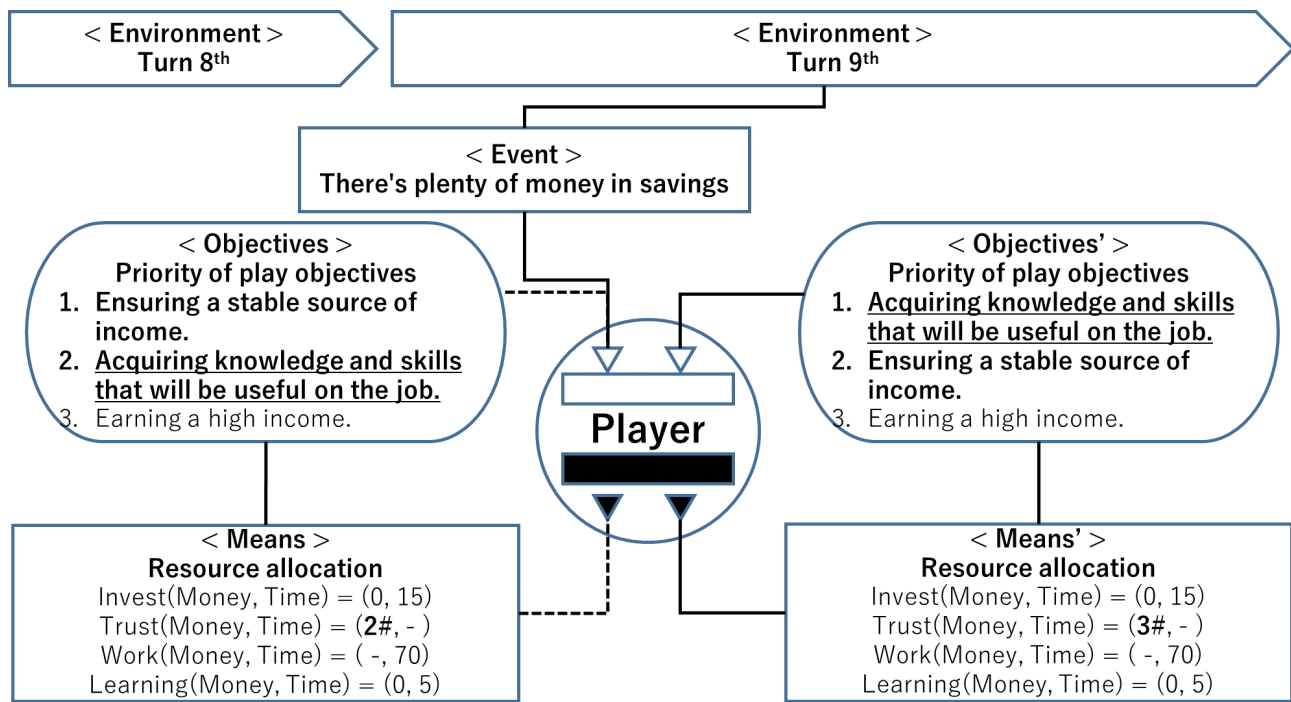 < Environment >
Turn 8th
< Environment >
Turn 9th
< Event >
There's plenty of money in savings
< Objectives >
Priority of play objectives
1. Ensuring a stable source of
income.
2. Acquiring knowledge and skills
that will be useful on the job.
3. Earning a high income.
< Objectives’ >
Priority of play objectives
1. Acquiring knowledge and skills
that will be useful on the job.
2. Ensuring a stable source of
income.
3. Earning a high income.
Player
< Means >
Resource allocation
Invest(Money, Time) = (0, 15)
Trust(Money, Time) = (2#, - )
Work(Money, Time) = ( -, 70)
Learning(Money, Time) = (0, 5)
< Means’ >
Resource allocation
Invest(Money, Time) = (0, 15)
Trust(Money, Time) = (3#, - )
Work(Money, Time) = ( -, 70)
Learning(Money, Time) = (0, 5)